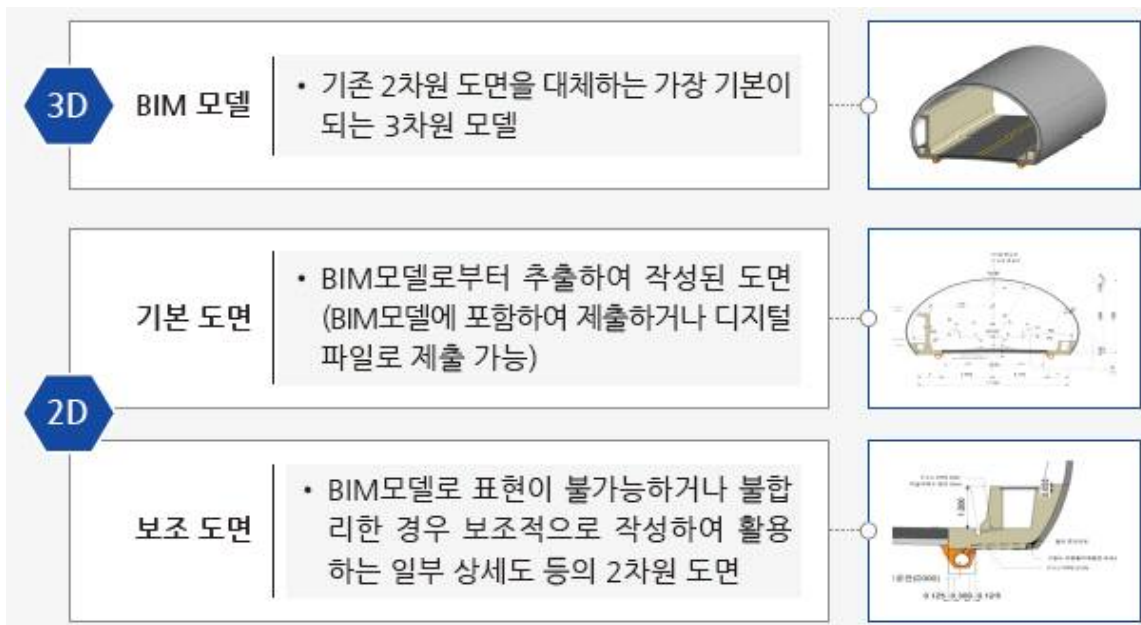 3D
BIM 모델
• 기존 2차원 도면을 대체하는 가장 기본이
되는 3차원 모델
2D
기본 도면
• BIM모델로부터 추출하여 작성된 도면
(BIM모델에 포함하여 제출하거나 디지털
파일로 제출 가능)
보조 도면
• BIM모델로 표현이 불가능하거나 불합
리한 경우 보조적으로 작성하여 활용
하는 일부 상세도 등의 2차원 도면